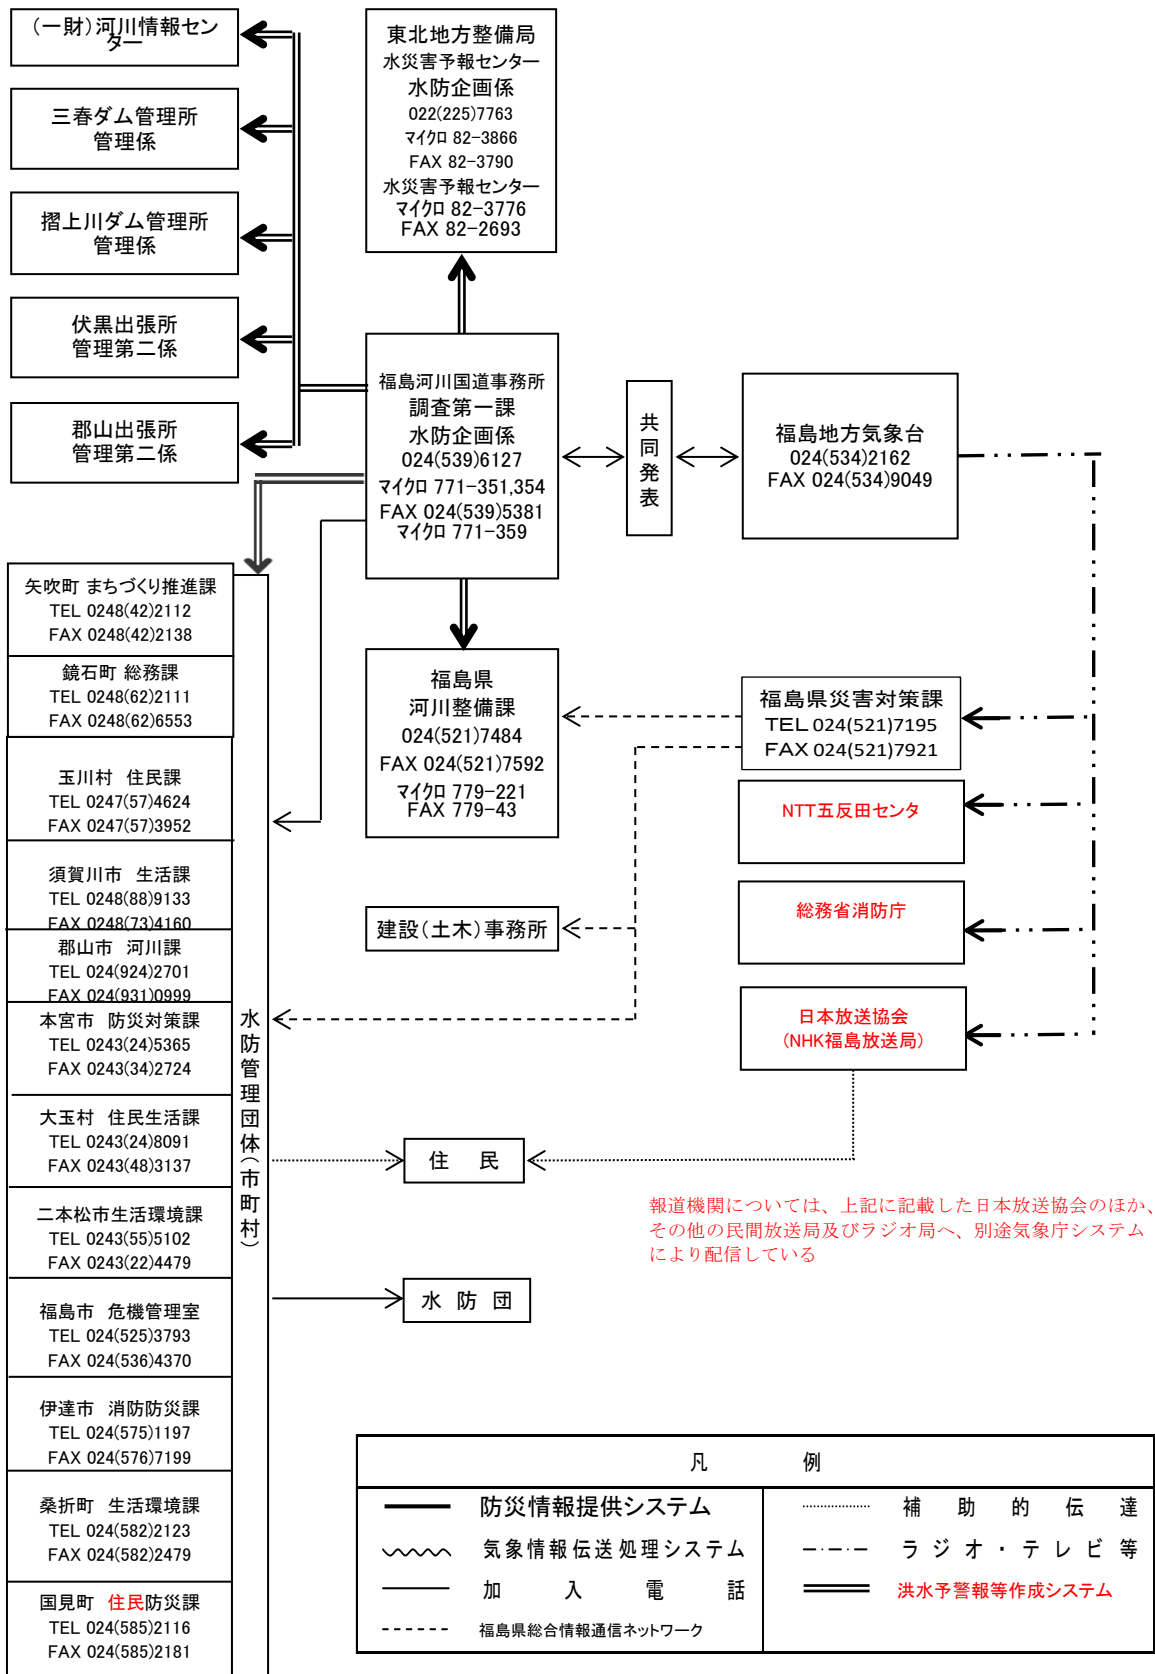 （一財）河川情報セン
ター
三春ダム管理所
管理係
摺上川ダム管理所
管理係
伏黒出張所
管理第二係
郡山出張所
管理第二係
東北地方整備局
水災害予報センター
水防企画係
022(225)7763
マイクロ 82-3866
FAX 82-3790
水災害予報センター
マイクロ 82-3776
FAX 82-2693
福島河川国道事務所
調査第一課
水防企画係
024(539)6127
マイクロ 771-351,354
FAX 024(539)5381
マイクロ 771-359
共同発表
福島地方気象台
024(534)2162
FAX 024(534)9049
福島県
河川整備課
024(521)7484
FAX 024(521)7592
マイクロ 779-221
FAX 779-43
福島県災害対策課
TEL 024(521)7195
FAX 024(521)7921
NTT五反田センタ
総務省消防庁
日本放送協会
(NHK福島放送局)
建設(土木)事務所
矢吹町 まちづくり推進課
TEL 0248(42)2112
FAX 0248(42)2138
鏡石町 総務課
TEL 0248(62)2111
FAX 0248(62)6553
玉川村 住民課
TEL 0247(57)4624
FAX 0247(57)3952
須賀川市 生活課
TEL 0248(88)9133
FAX 0248(73)4160
郡山市 河川課
TEL 024(924)2701
FAX 024(931)0999
本宮市 防災対策課
TEL 0243(24)5365
FAX 0243(34)2724
大玉村 住民生活課
TEL 0243(24)8091
FAX 0243(48)3137
二本松市生活環境課
TEL 0243(55)5102
FAX 0243(22)4479
福島市 危機管理室
TEL 024(525)3793
FAX 024(536)4370
伊達市 消防防災課
TEL 024(575)1197
FAX 024(576)7199
桑折町 生活環境課
TEL 024(582)2123
FAX 024(582)2479
国見町 住民防災課
TEL 024(585)2116
FAX 024(585)2181
水防管理団体（市町村）
住 民
水 防 団
報道機関については、上記に記載した日本放送協会のほか、
その他の民間放送局及びラジオ局へ、別途気象庁システム
により配信している
凡 例
防災情報提供システム
気象情報伝送処理システム
加 入 電 話
福島県総合情報通信ネットワーク
補 助 的 伝 達
ラ ジ オ ・ テ レ ビ 等
洪水予警報等作成システム